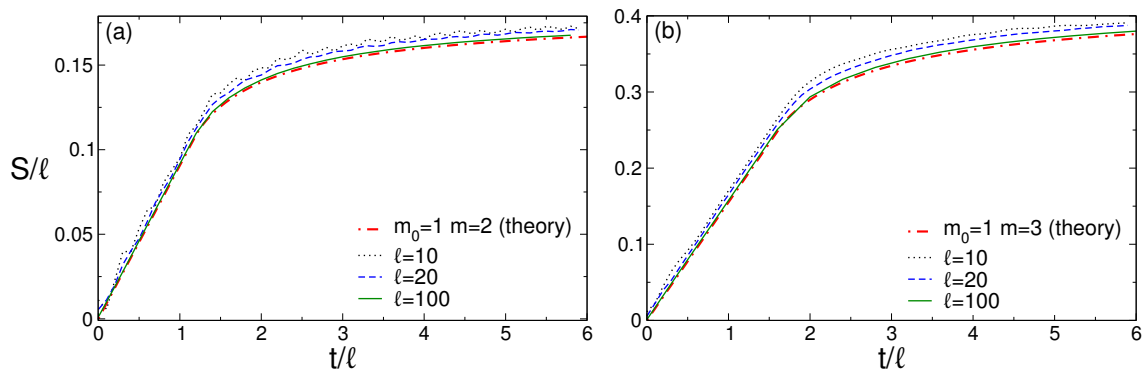 (a)
0.15
0.1
S/ℓ
0.05
0
m₀=1 m=2 (theory)
ℓ=10
ℓ=20
ℓ=100
0 1 2 3 4 5 6
t/ℓ
(b)
0.4
0.3
0.2
0.1
0
m₀=1 m=3 (theory)
ℓ=10
ℓ=20
ℓ=100
0 1 2 3 4 5 6
t/ℓ